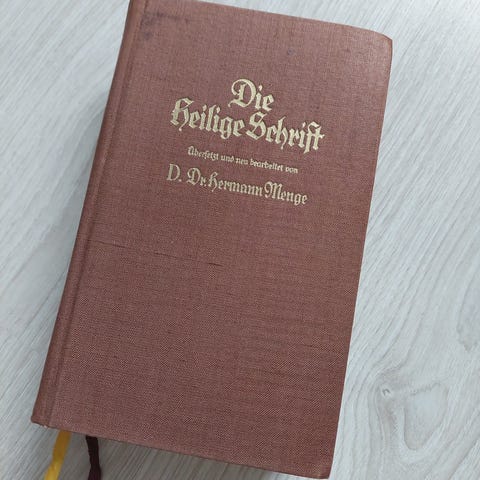 Die
Heilige Schrift
Übersetzt und neu bearbeitet von
D. Dr. Hermann Menge